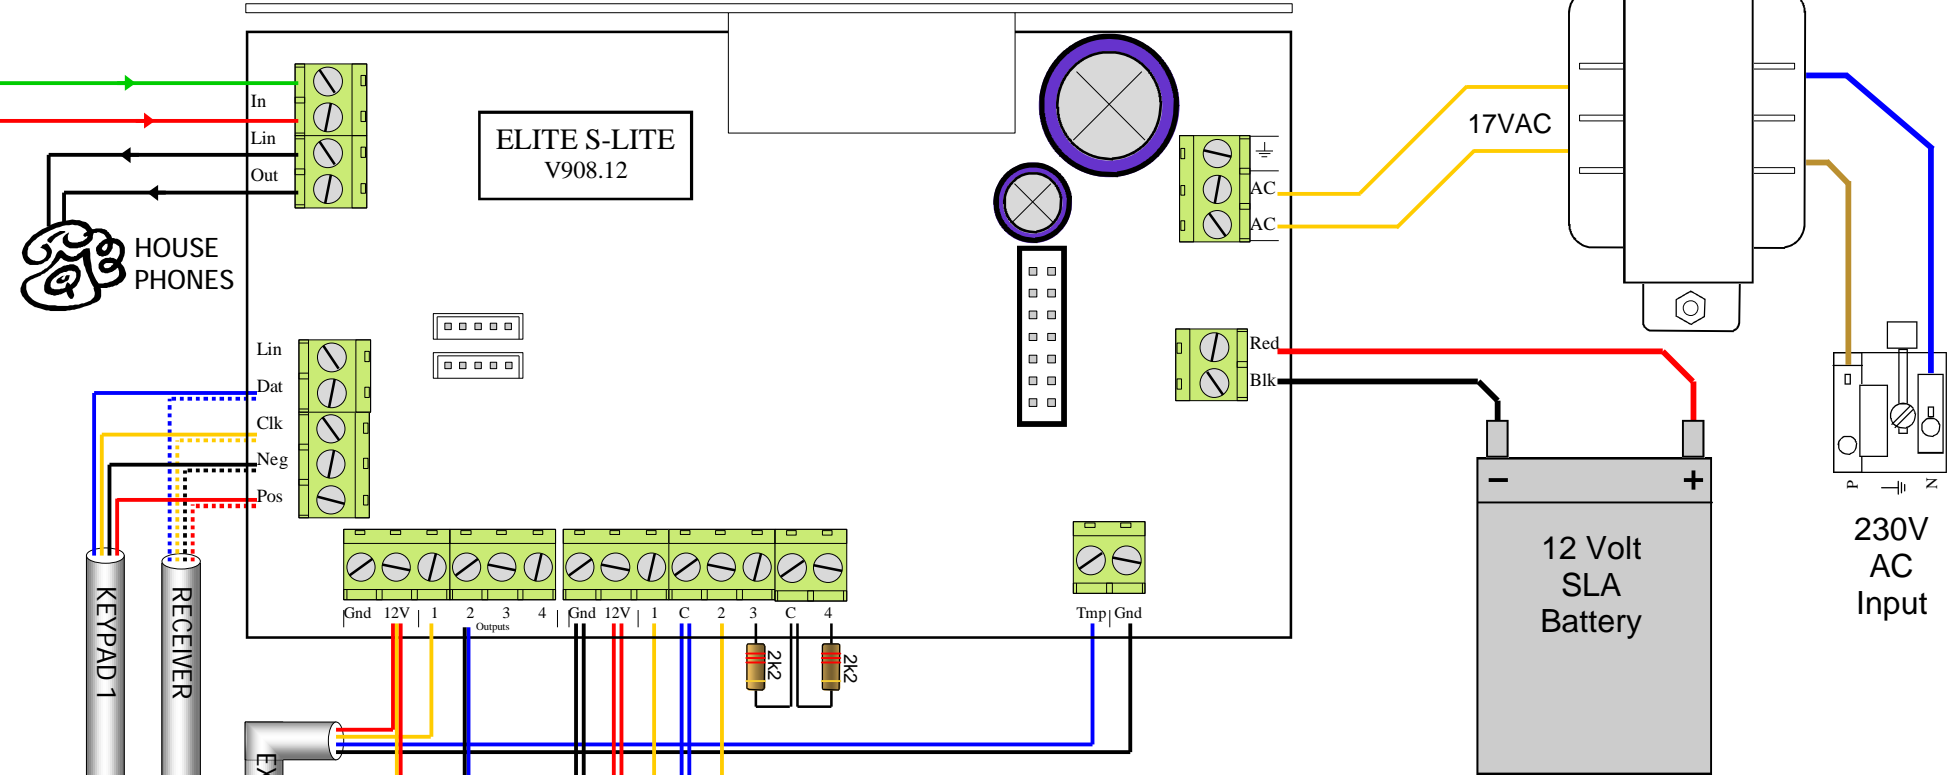 ELITE S-LITE
V908.12
In
Lin
Out
HOUSE
PHONES
Lin
Dat
Clk
Neg
Pos
KEYPAD 1
RECEIVER
EX
Gnd 12V 1 2 3 4
Outputs
Gnd 12V 1 C 2 3 C 4
2k2
2k2
Tmp Gnd
AC
AC
17VAC
Red
Blk
12 Volt
SLA
Battery
P N
230V
AC
Input